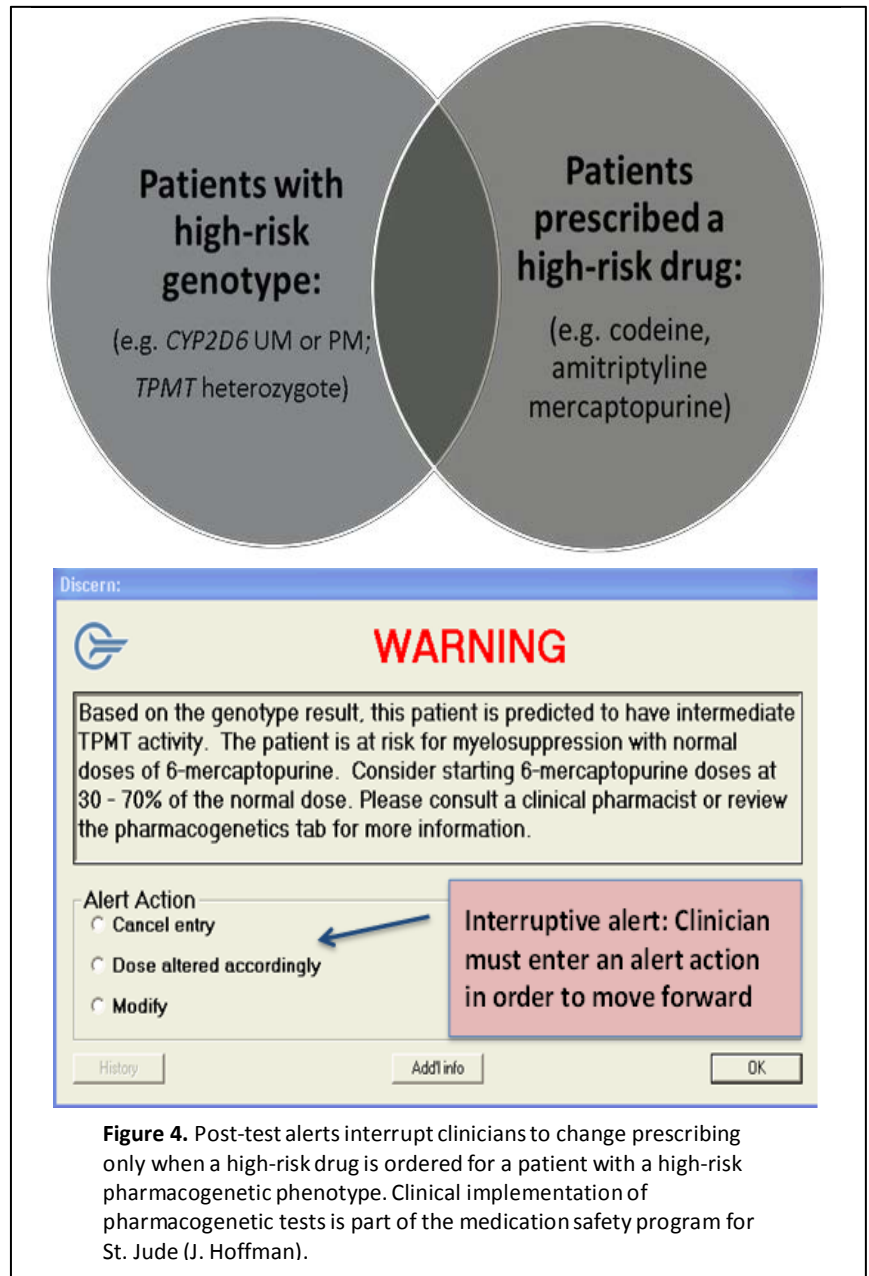 Patients with
high-risk
genotype:
(e.g. CYP2D6 UM or PM;
TPMT heterozygote)
Patients
prescribed a
high-risk drug:
(e.g. codeine,
amitriptyline
mercaptopurine)
Discern:
WARNING
Based on the genotype result, this patient is predicted to have intermediate
TPMT activity. The patient is at risk for myelosuppression with normal
doses of 6-mercaptopurine. Consider starting 6-mercaptopurine doses at
30 - 70% of the normal dose. Please consult a clinical pharmacist or review
the pharmacogenetics tab for more information.
Alert Action
Cancel entry
Dose altered accordingly
Modify
Interruptive alert: Clinician
must enter an alert action
in order to move forward
History
Add'l info
OK
Figure 4. Post-test alerts interrupt clinicians to change prescribing
only when a high-risk drug is ordered for a patient with a high-risk
pharmacogenetic phenotype. Clinical implementation of
pharmacogenetic tests is part of the medication safety program for
St. Jude (J. Hoffman).